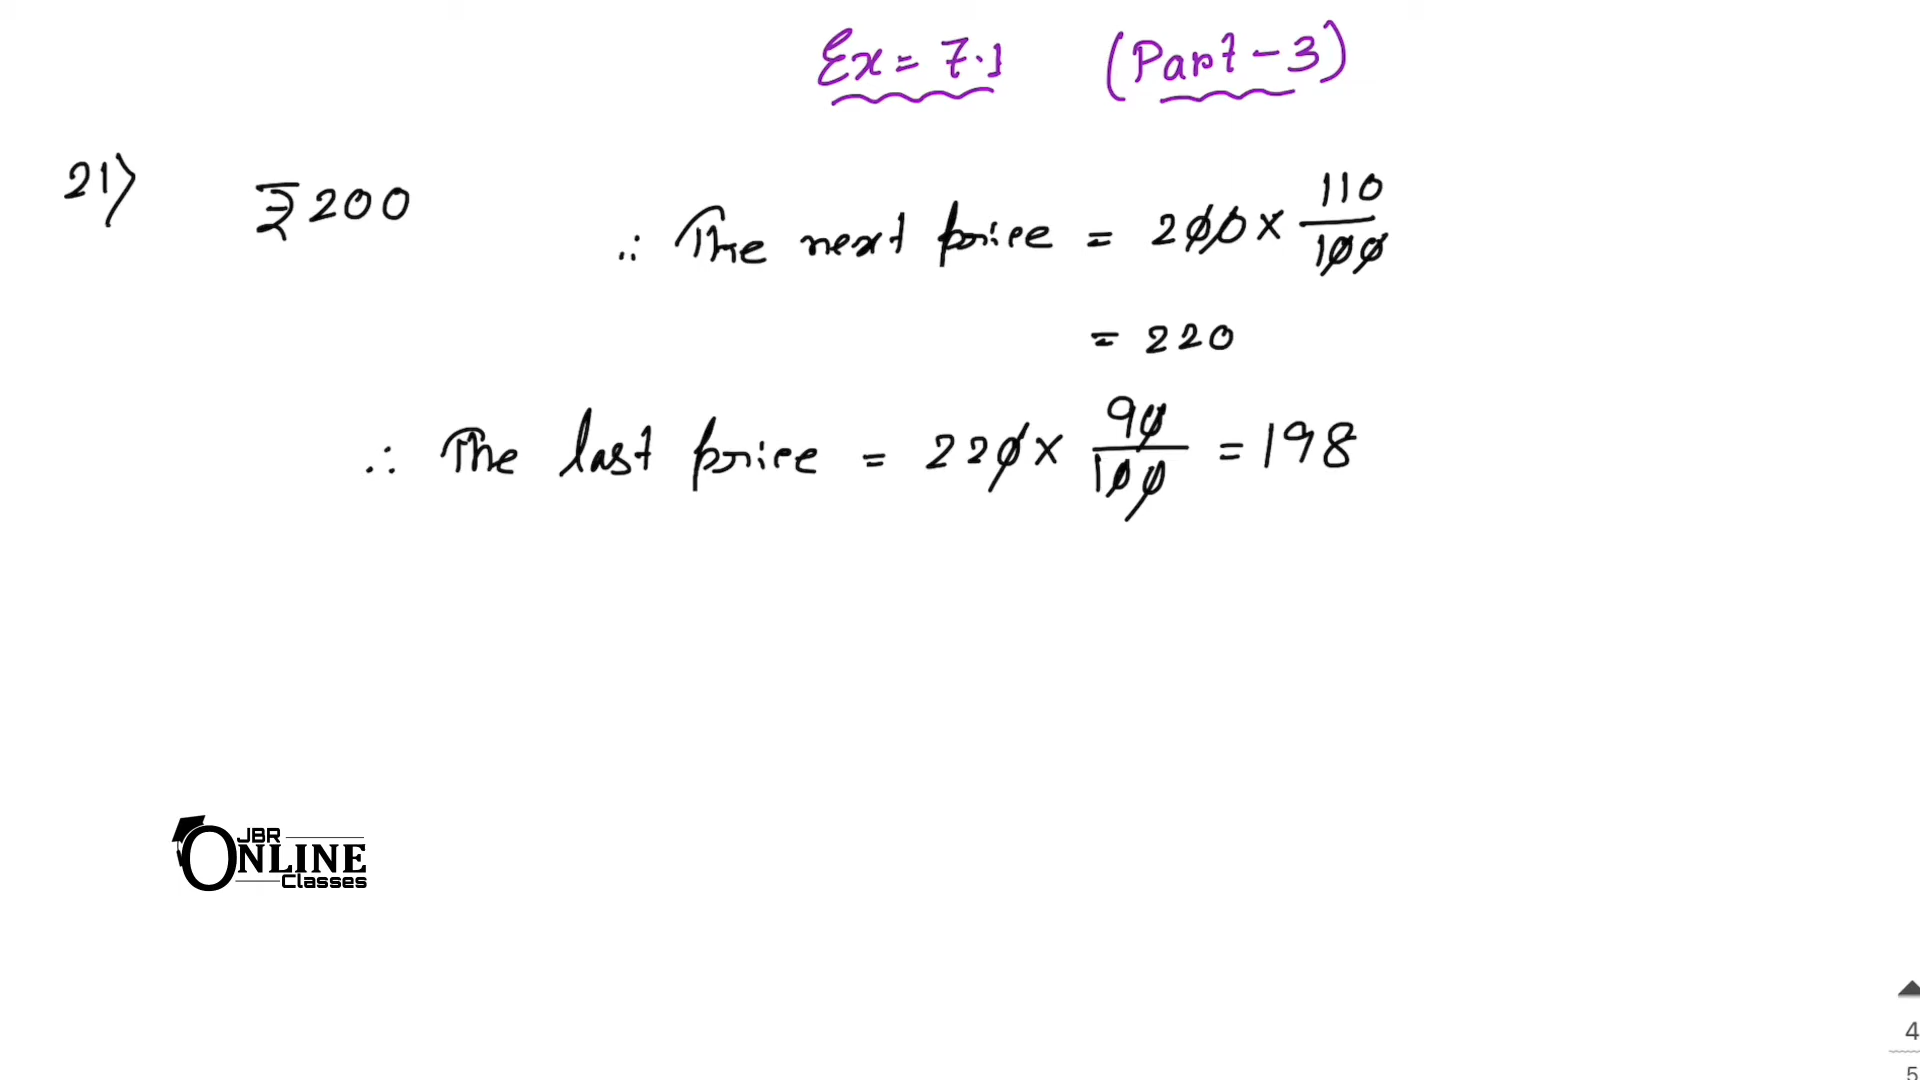 Ex = 7.1 (Part - 3)
21) ₹200
∴ The next price = 200 × 110/100
= 220
∴ The last price = 220 × 90/100 = 198
JBR
ONLINE
Classes
4
5